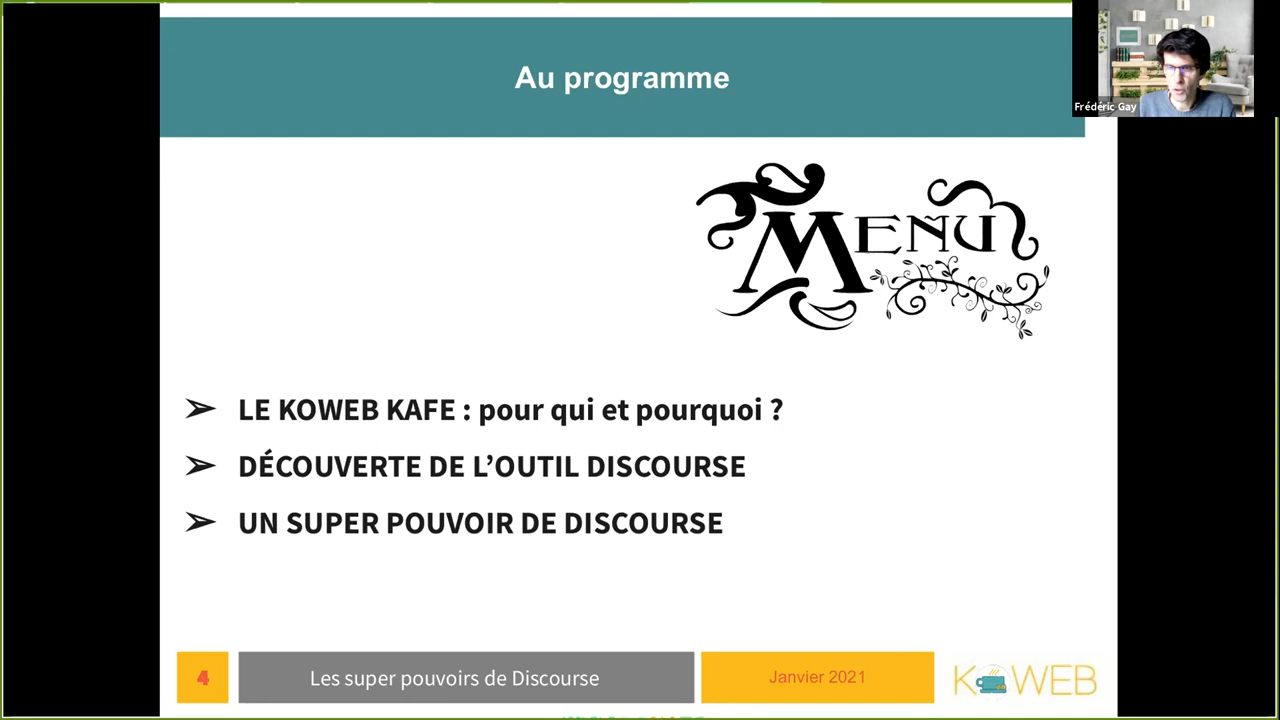 Au programme
Frédéric Gay
MENU
➢ LE KOWEB KAFE : pour qui et pourquoi ?
➢ DÉCOUVERTE DE L’OUTIL DISCOURSE
➢ UN SUPER POUVOIR DE DISCOURSE
4
Les super pouvoirs de Discourse
Janvier 2021
KOWEB